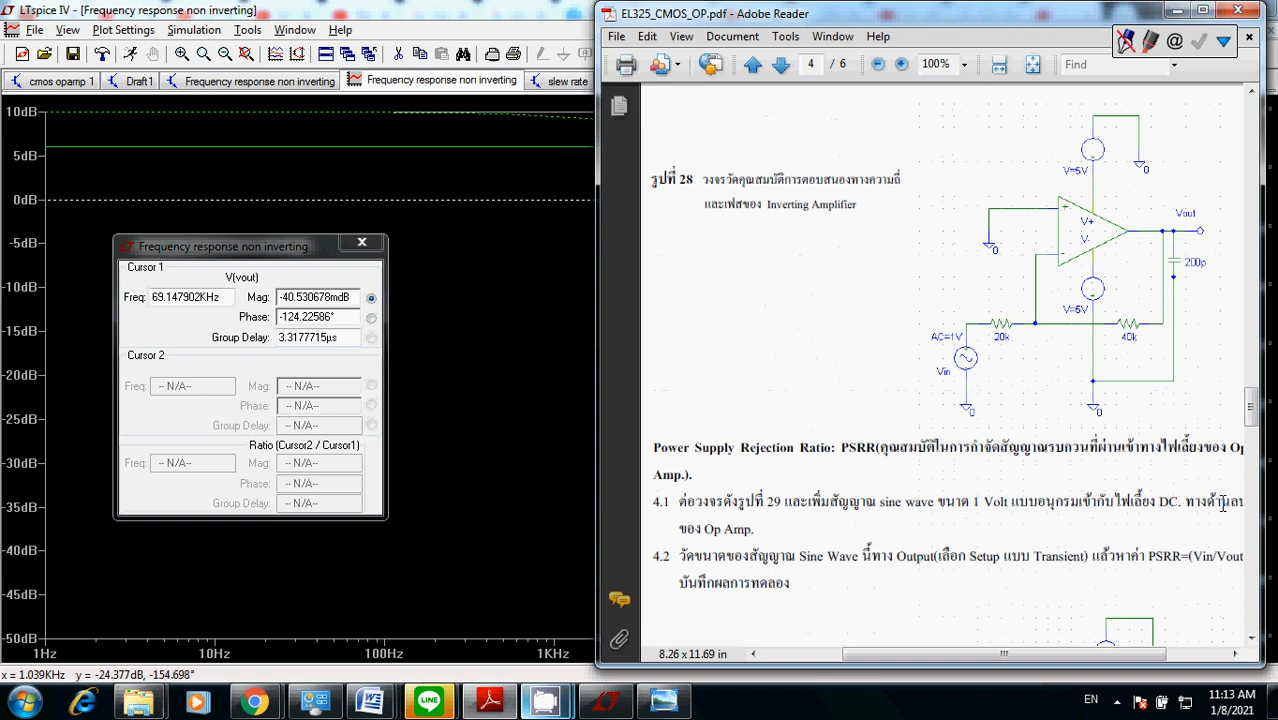 LTspice IV - [Frequency response non inverting]
File View Plot Settings Simulation Tools Window Help
cmos opamp 1 Draft1 Frequency response non inverting Frequency response non inverting slew rate
10dB
5dB
0dB
-5dB
-10dB
-15dB
-20dB
-25dB
-30dB
-35dB
-40dB
-45dB
-50dB
1Hz 10Hz 100Hz 1KHz
Frequency response non inverting
Cursor 1
V(vout)
Freq: 69.147902KHz Mag: -40.530678mdB
Phase: -124.22586°
Group Delay: 3.3177715µs
Cursor 2
Freq: -- N/A-- Mag: -- N/A--
Phase: -- N/A--
Group Delay: -- N/A--
Ratio (Cursor2 / Cursor1)
Freq: -- N/A-- Mag: -- N/A--
Phase: -- N/A--
Group Delay: -- N/A--
x = 1.039KHz y = -24.377dB, -154.698°
EL325_CMOS_OP.pdf - Adobe Reader
File Edit View Document Tools Window Help
4 / 6 100% Find
รูปที่ 28 วงจรวัดคุณสมบัติการตอบสนองทางความถี่
และเฟสของ Inverting Amplifier
V=5V
0
+
V+
V-
-
Vout
0
200p
V=5V
AC=1V
20k
40k
Vin
0
0
Power Supply Rejection Ratio: PSRR(คุณสมบัติในการกำจัดสัญญาณรบกวนที่ผ่านเข้าทางไฟเลี้ยงของ Op
Amp.).
4.1 ต่อวงจรดังรูปที่ 29 และเพิ่มสัญญาณ sine wave ขนาด 1 Volt แบบอนุกรมเข้ากับไฟเลี้ยง DC. ทางด้านลบ
ของ Op Amp.
4.2 วัดขนาดของสัญญาณ Sine Wave นี้ทาง Output(เลือก Setup แบบ Transient) แล้วหาค่า PSRR=(Vin/Vout
บันทึกผลการทดลอง
8.26 x 11.69 in
LINE
EN
11:13 AM
1/8/2021